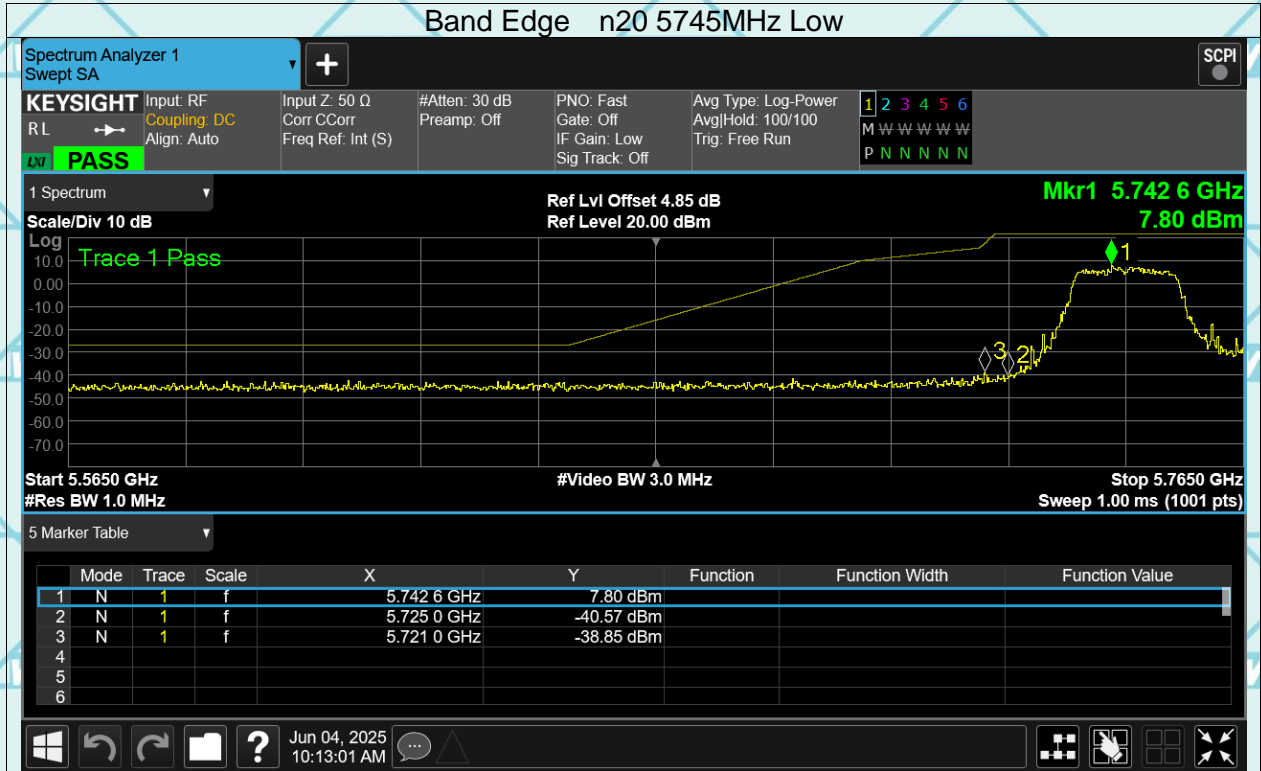 Band Edge n20 5745MHz Low
Spectrum Analyzer 1
Swept SA
+
SCPI
KEYSIGHT Input: RF Input Z: 50 Ω #Atten: 30 dB PNO: Fast Avg Type: Log-Power 1 2 3 4 5 6
RL Coupling: DC Corr CCorr Preamp: Off Gate: Off Avg|Hold: 100/100 M W W W W W W
Align: Auto Freq Ref: Int (S) IF Gain: Low Trig: Free Run P N N N N N
LXI PASS Sig Track: Off
1 Spectrum Ref Lvl Offset 4.85 dB Mkr1 5.742 6 GHz
Scale/Div 10 dB Ref Level 20.00 dBm 7.80 dBm
Log
Trace 1 Pass
1
10.0
0.00
-10.0
-20.0
-30.0
3 2
-40.0
-50.0
-60.0
-70.0
Start 5.5650 GHz #Video BW 3.0 MHz Stop 5.7650 GHz
#Res BW 1.0 MHz Sweep 1.00 ms (1001 pts)
5 Marker Table
Mode Trace Scale X Y Function Function Width Function Value
1 N 1 f 5.742 6 GHz 7.80 dBm
2 N 1 f 5.725 0 GHz -40.57 dBm
3 N 1 f 5.721 0 GHz -38.85 dBm
4
5
6
? Jun 04, 2025
10:13:01 AM